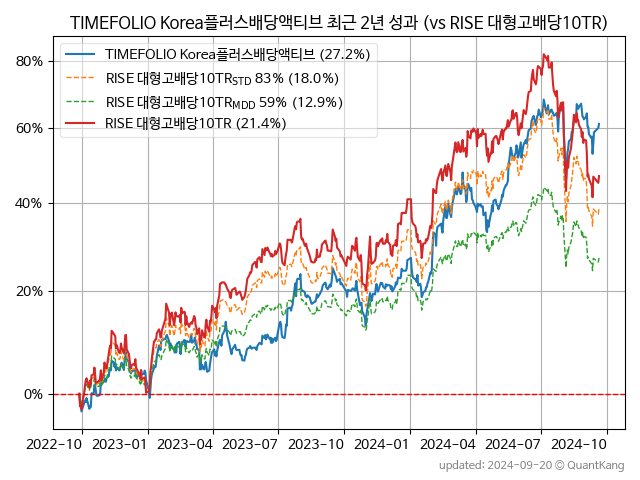 TIMEFOLIO Korea플러스배당액티브 최근 2년 성과 (vs RISE 대형고배당10TR)
TIMEFOLIO Korea플러스배당액티브 (27.2%)
RISE 대형고배당10TR_STD 83% (18.0%)
RISE 대형고배당10TR_MDD 59% (12.9%)
RISE 대형고배당10TR (21.4%)
80%
60%
40%
20%
0%
2022-10 2023-01 2023-04 2023-07 2023-10 2024-01 2024-04 2024-07 2024-10
updated: 2024-09-20 © QuantKang